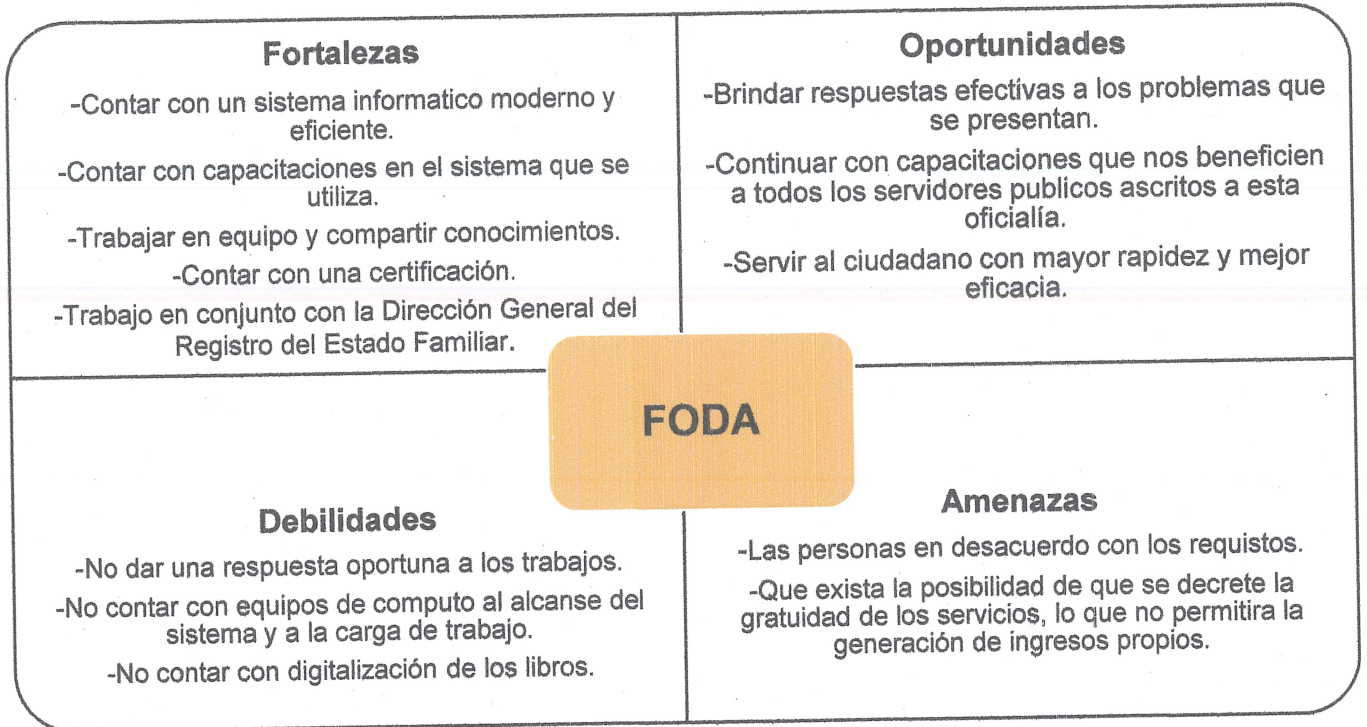 Fortalezas
-Contar con un sistema informatico moderno y
eficiente.
-Contar con capacitaciones en el sistema que se
utiliza.
-Trabajar en equipo y compartir conocimientos.
-Contar con una certificación.
-Trabajo en conjunto con la Dirección General del
Registro del Estado Familiar.
Oportunidades
-Brindar respuestas efectivas a los problemas que
se presentan.
-Continuar con capacitaciones que nos beneficien
a todos los servidores publicos ascritos a esta
oficialía.
-Servir al ciudadano con mayor rapidez y mejor
eficacia.
FODA
Debilidades
-No dar una respuesta oportuna a los trabajos.
-No contar con equipos de computo al alcanse del
sistema y a la carga de trabajo.
-No contar con digitalización de los libros.
Amenazas
-Las personas en desacuerdo con los requistos.
-Que exista la posibilidad de que se decrete la
gratuidad de los servicios, lo que no permitira la
generación de ingresos propios.